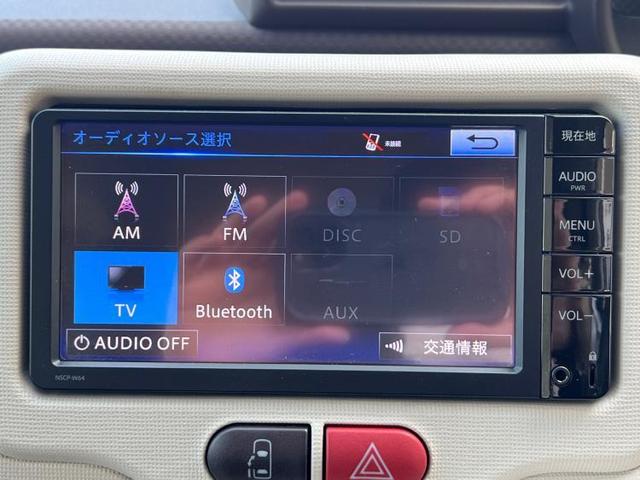 オーディオソース選択
未接続
現在地
AUDIO
PWR
AM
FM
DISC
SD
MENU
CTRL
TV
Bluetooth
AUX
VOL+
AUDIO OFF
交通情報
VOL-
NSCP-W64